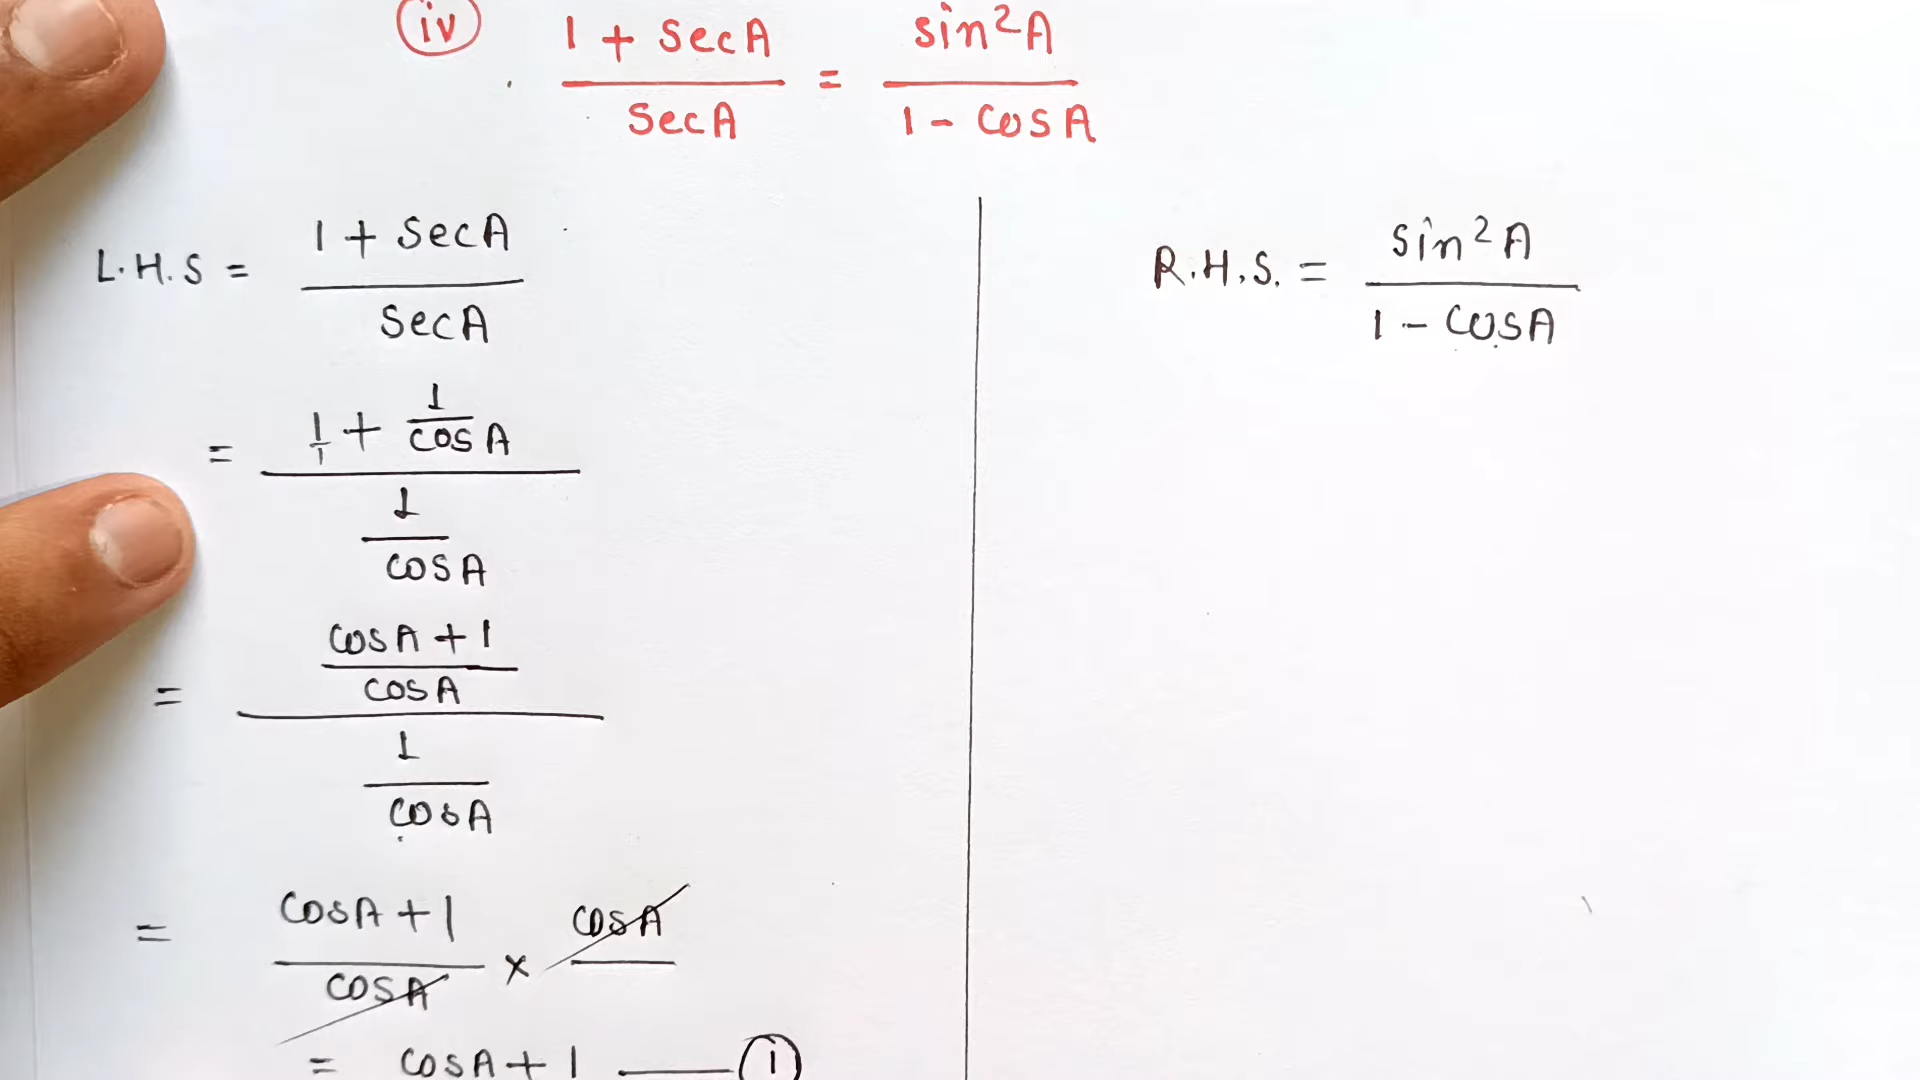 iv 1 + secA / secA = sin²A / 1 - cosA
L.H.S = 1 + secA / secA
= 1/1 + 1/cosA / 1/cosA
= cosA + 1 / cosA / 1/cosA
= cosA + 1 / cosA × cosA
= cosA + 1 —— 1
R.H.S. = sin²A / 1 - cosA